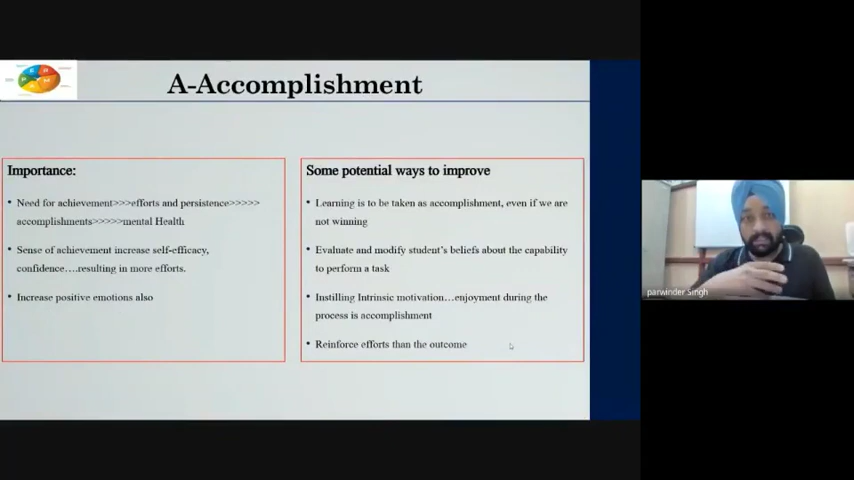 A-Accomplishment
Importance:
• Need for achievement>>>efforts and persistence>>>>>
accomplishments>>>>>mental Health
• Sense of achievement increase self-efficacy,
confidence….resulting in more efforts.
• Increase positive emotions also
Some potential ways to improve
• Learning is to be taken as accomplishment, even if we are
not winning
• Evaluate and modify student's beliefs about the capability
to perform a task
• Instilling Intrinsic motivation…enjoyment during the
process is accomplishment
• Reinforce efforts than the outcome
parwinder Singh